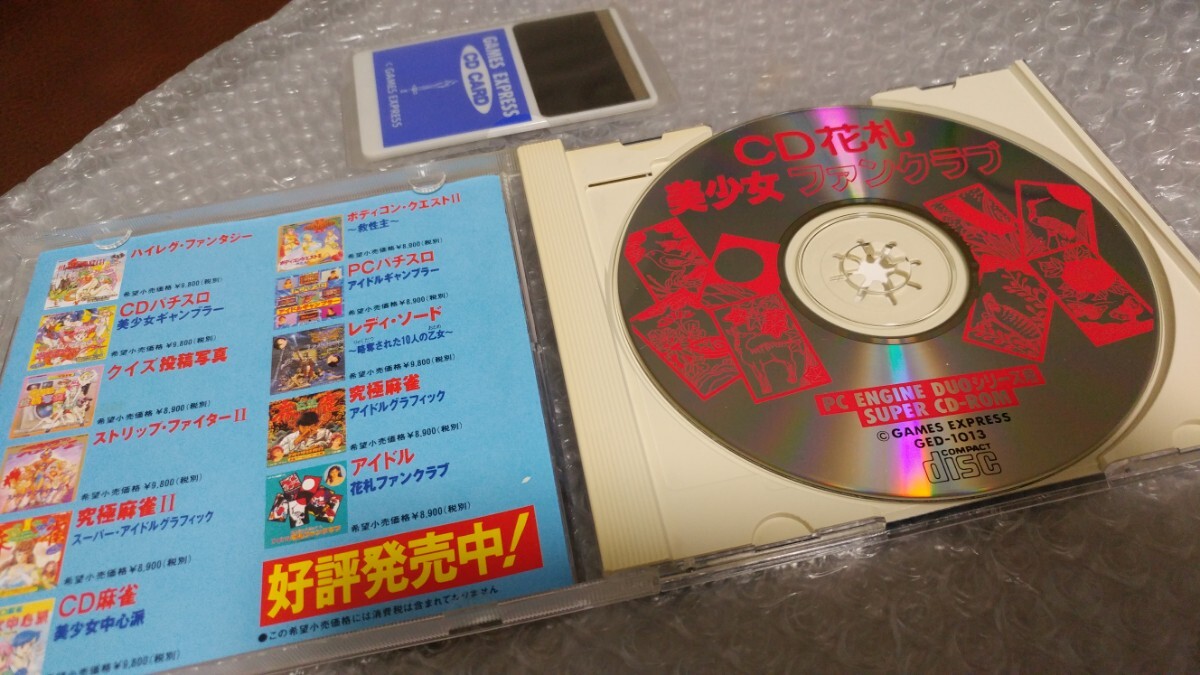 GAMES EXPRESS
CD CARD
© GAMES EXPRESS
ハイレグ・ファンタジー
希望小売価格¥9,800(税別)
CDパチスロ
美少女ギャンブラー
希望小売価格¥9,800(税別)
クイズ投稿写真
希望小売価格¥8,900(税別)
ストリップ・ファイターII
希望小売価格¥9,800(税別)
究極麻雀II
スーパー・アイドルグラフィック
希望小売価格¥8,900(税別)
CD麻雀
美少女中心派
希望小売価格¥9,800(税別)
ボディコン・クエストII
〜救性主〜
希望小売価格¥8,900(税別)
PCパチスロ
アイドルギャンブラー
希望小売価格¥8,900(税別)
レディ・ソード
〜略奪された10人の乙女〜
希望小売価格¥9,800(税別)
究極麻雀
アイドルグラフィック
希望小売価格¥8,900(税別)
アイドル
花札ファンクラブ
希望小売価格¥8,900(税別)
好評発売中!
●この希望小売価格には消費税は含まれておりません。
CD花札
美少女ファンクラブ
PC ENGINE DUOシリーズ用
SUPER CD-ROM
©GAMES EXPRESS
GED-1013
COMPACT
disc